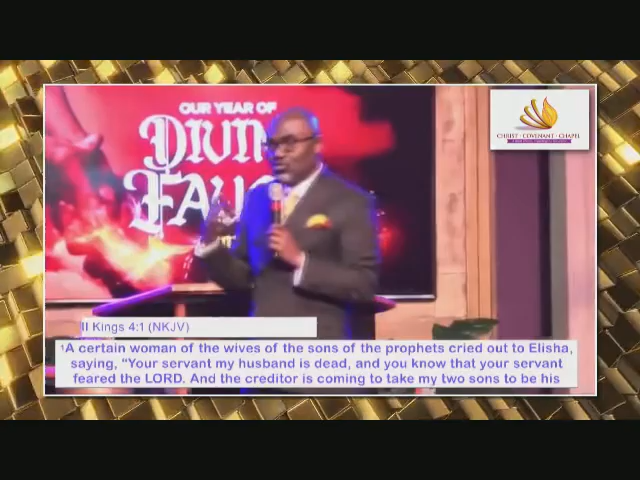 OUR YEAR OF
DIVINE
CHRIST • COVENANT • CHAPEL
II Kings 4:1 (NKJV)
1A certain woman of the wives of the sons of the prophets cried out to Elisha,
saying, "Your servant my husband is dead, and you know that your servant
feared the LORD. And the creditor is coming to take my two sons to be his